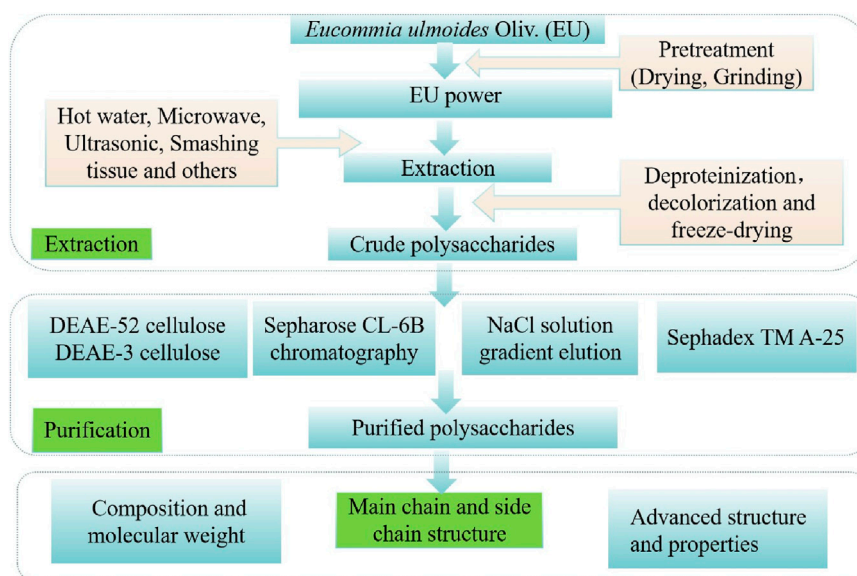 Eucommia ulmoides Oliv. (EU)
Pretreatment
(Drying, Grinding)
EU power
Hot water, Microwave,
Ultrasonic, Smashing
tissue and others
Extraction
Deproteinization,
decolorization and
freeze-drying
Extraction
Crude polysaccharides
DEAE-52 cellulose
DEAE-3 cellulose
Sepharose CL-6B
chromatography
NaCl solution
gradient elution
Sephadex TM A-25
Purification
Purified polysaccharides
Composition and
molecular weight
Main chain and side
chain structure
Advanced structure
and properties